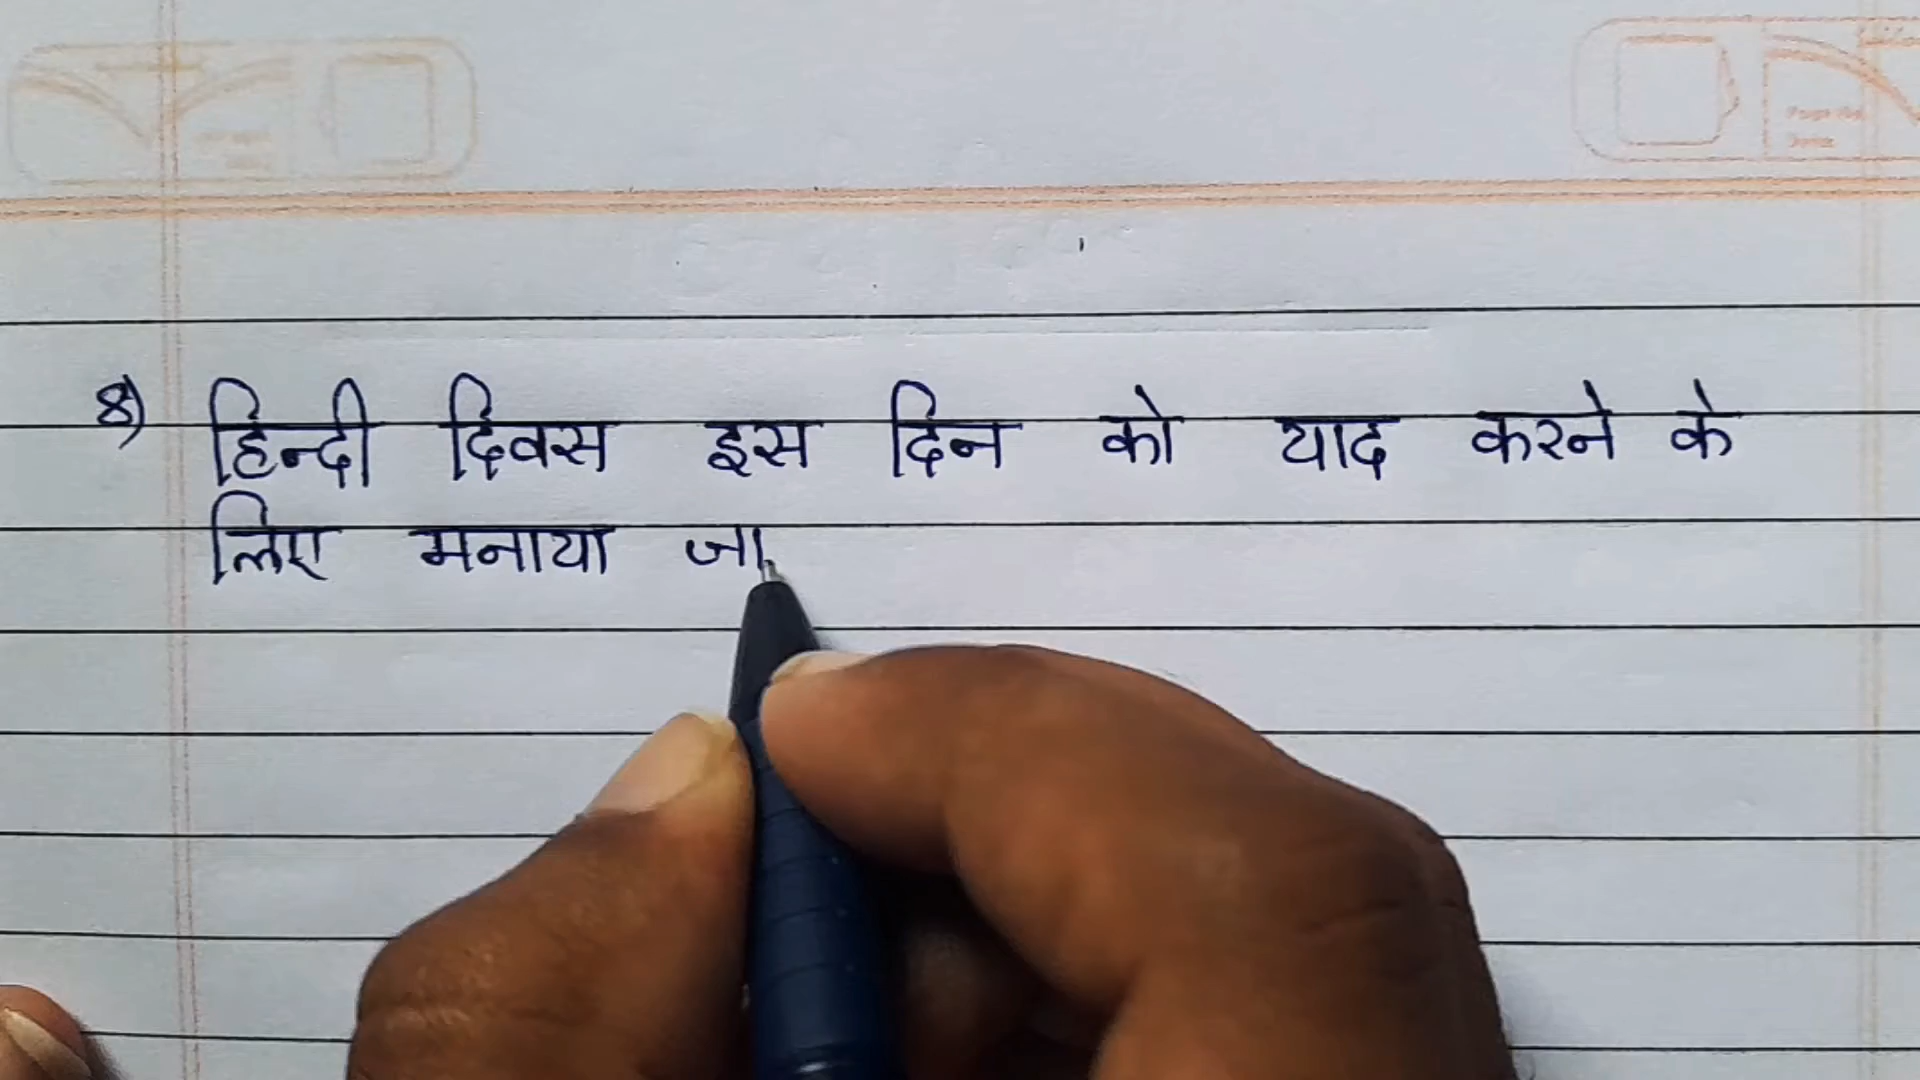 8) हिन्दी दिवस इस दिन को याद करने के
लिए मनाया जा